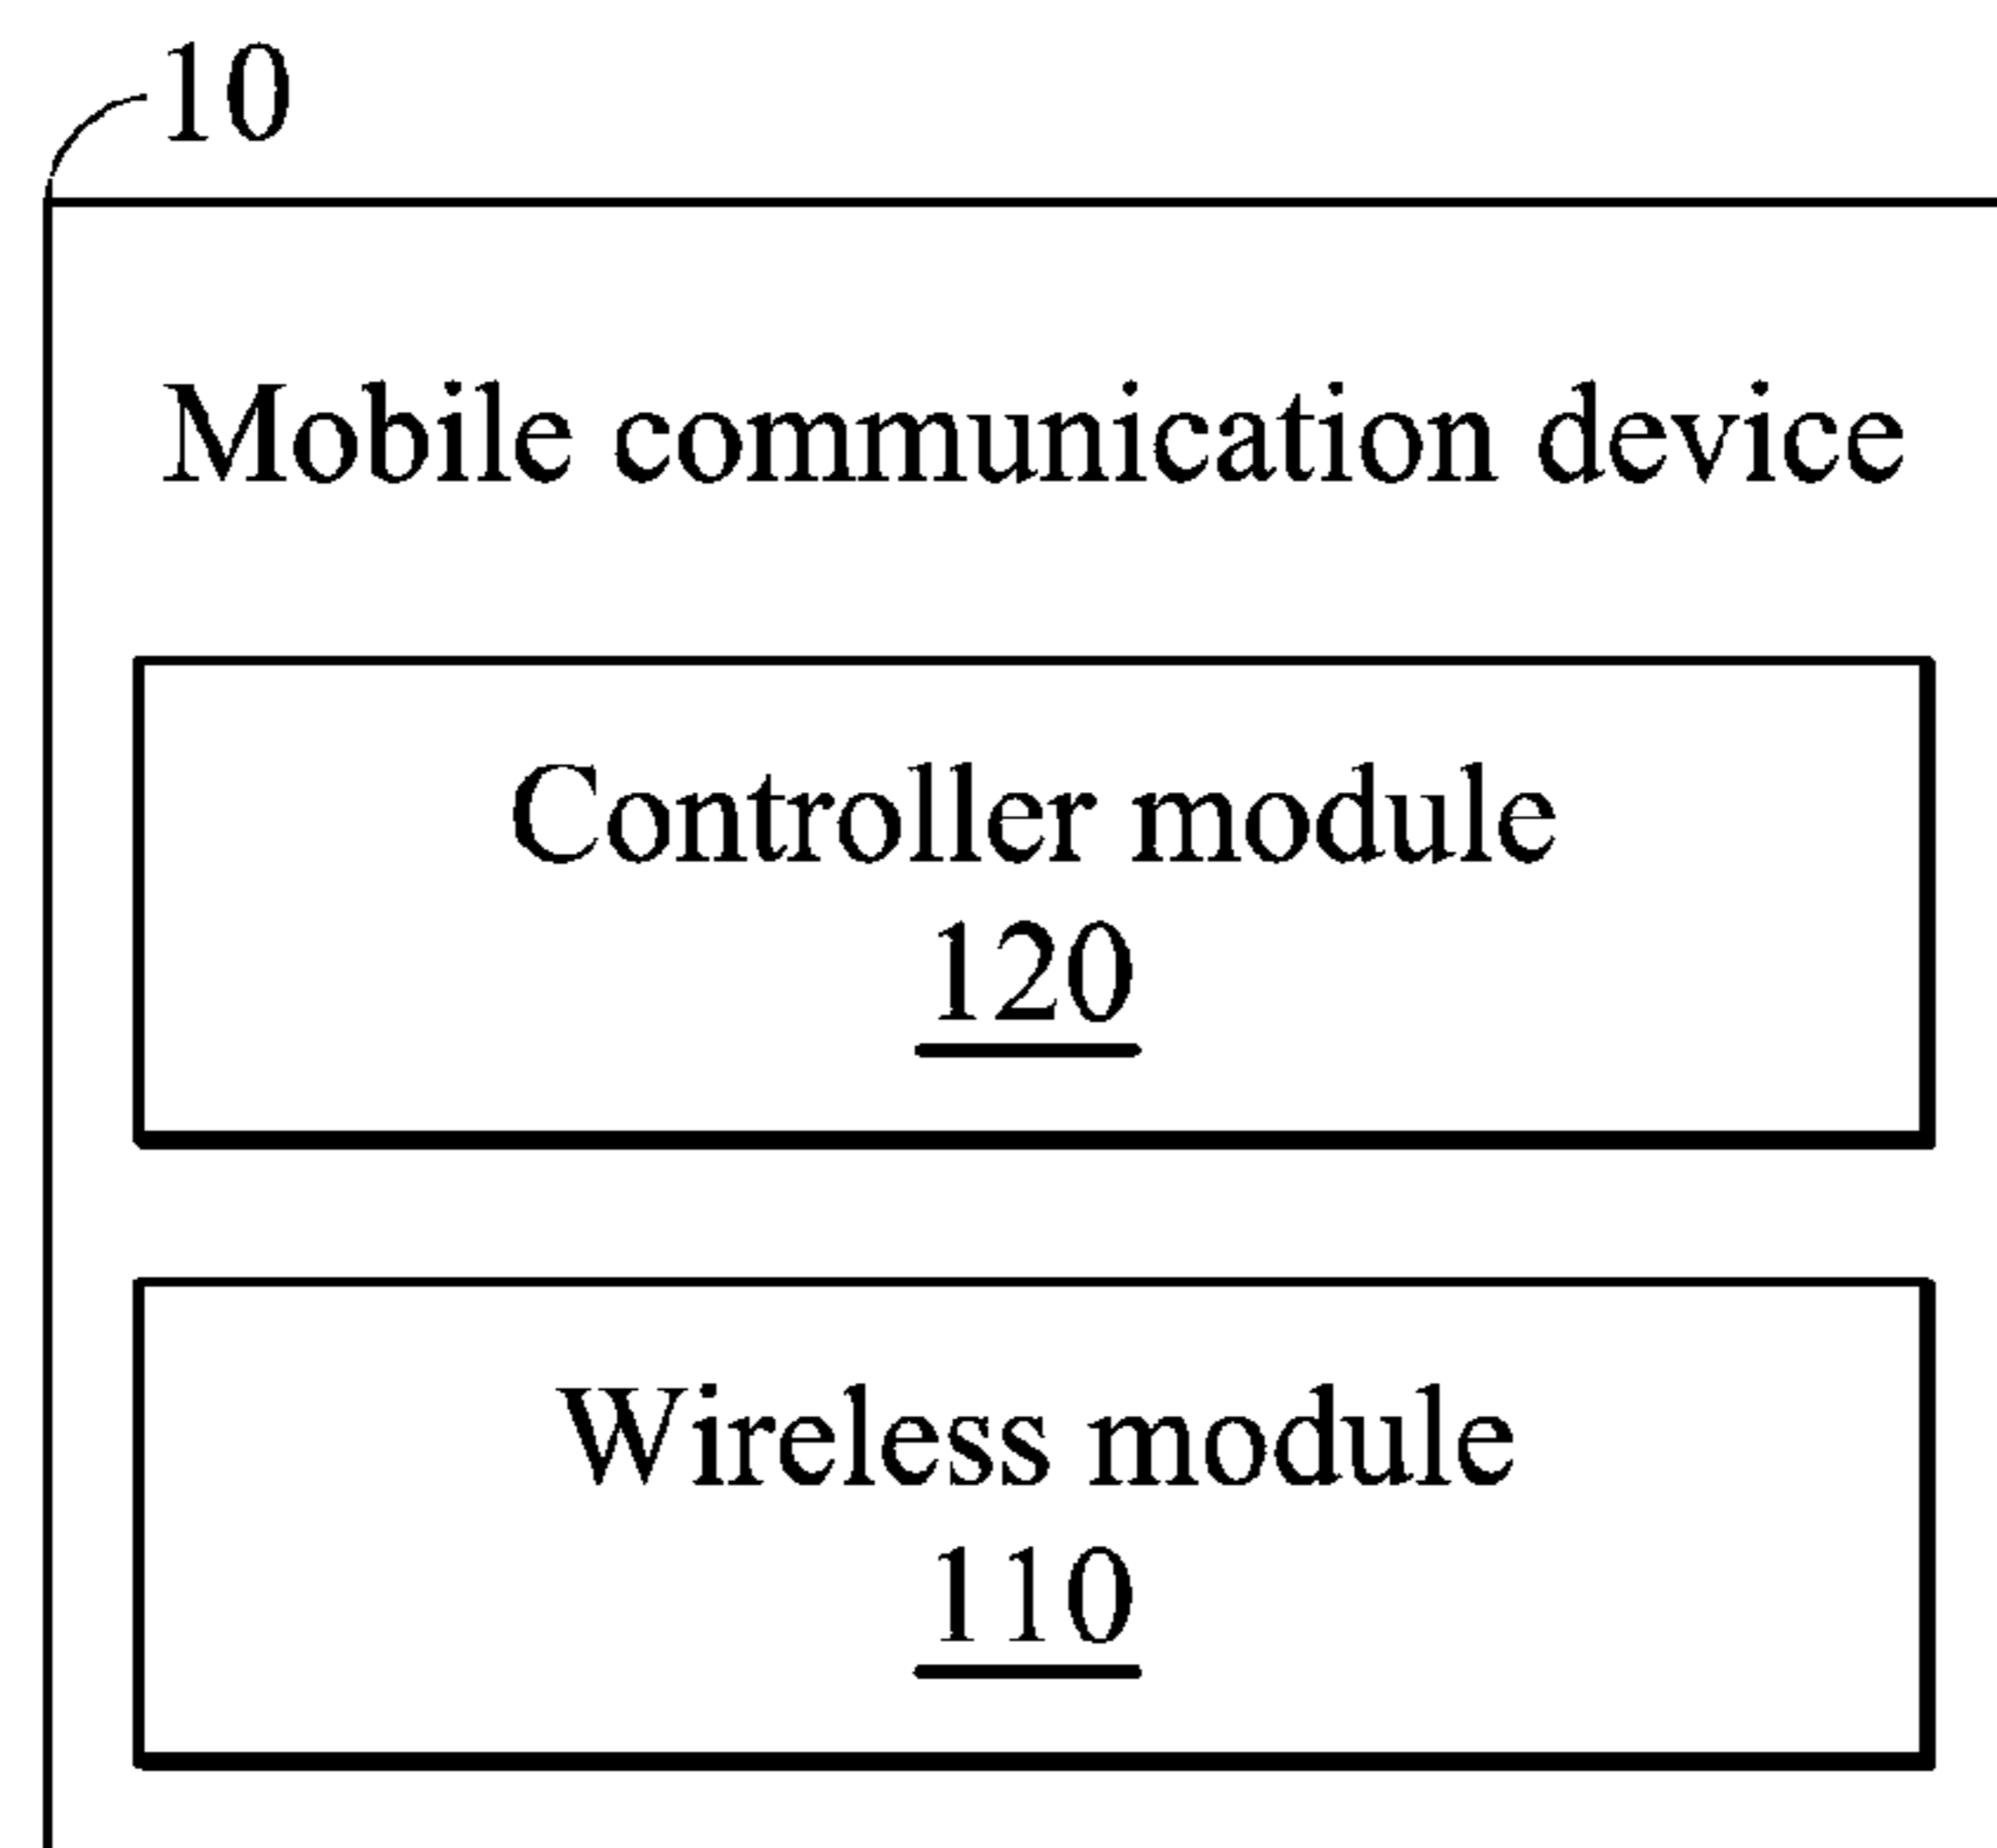 10
Mobile communication device
Controller module
120
Wireless module
110